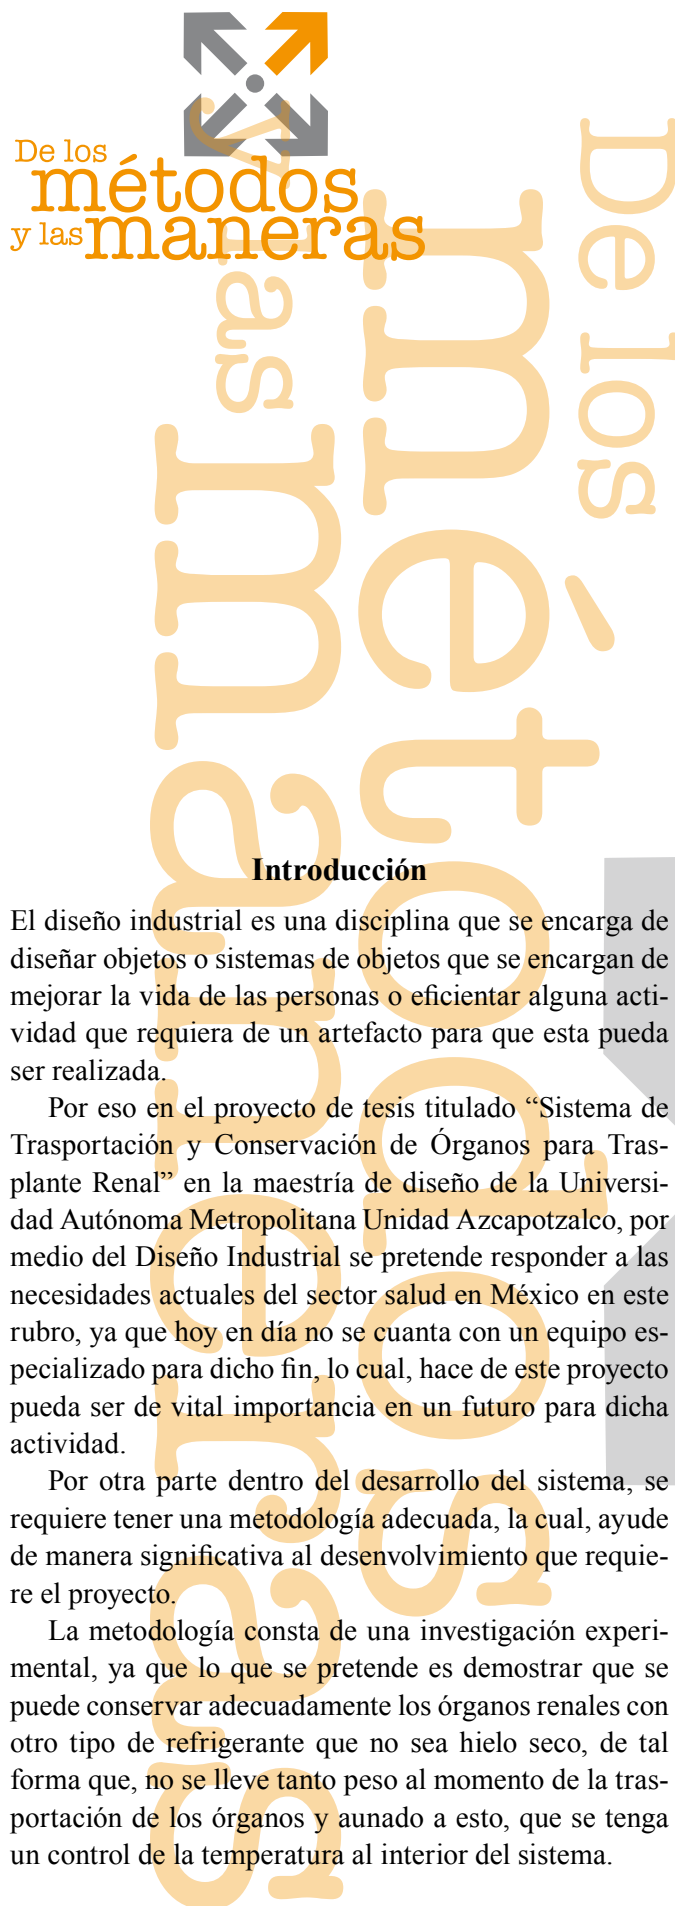 De los
métodos
y las maneras
De los
métodos
y las
maneras
Introducción
El diseño industrial es una disciplina que se encarga de
diseñar objetos o sistemas de objetos que se encargan de
mejorar la vida de las personas o eficientar alguna acti-
vidad que requiera de un artefacto para que esta pueda
ser realizada.
Por eso en el proyecto de tesis titulado “Sistema de
Trasportación y Conservación de Órganos para Tras-
plante Renal” en la maestría de diseño de la Universi-
dad Autónoma Metropolitana Unidad Azcapotzalco, por
medio del Diseño Industrial se pretende responder a las
necesidades actuales del sector salud en México en este
rubro, ya que hoy en día no se cuanta con un equipo es-
pecializado para dicho fin, lo cual, hace de este proyecto
pueda ser de vital importancia en un futuro para dicha
actividad.
Por otra parte dentro del desarrollo del sistema, se
requiere tener una metodología adecuada, la cual, ayude
de manera significativa al desenvolvimiento que requie-
re el proyecto.
La metodología consta de una investigación experi-
mental, ya que lo que se pretende es demostrar que se
puede conservar adecuadamente los órganos renales con
otro tipo de refrigerante que no sea hielo seco, de tal
forma que, no se lleve tanto peso al momento de la tras-
portación de los órganos y aunado a esto, que se tenga
un control de la temperatura al interior del sistema.